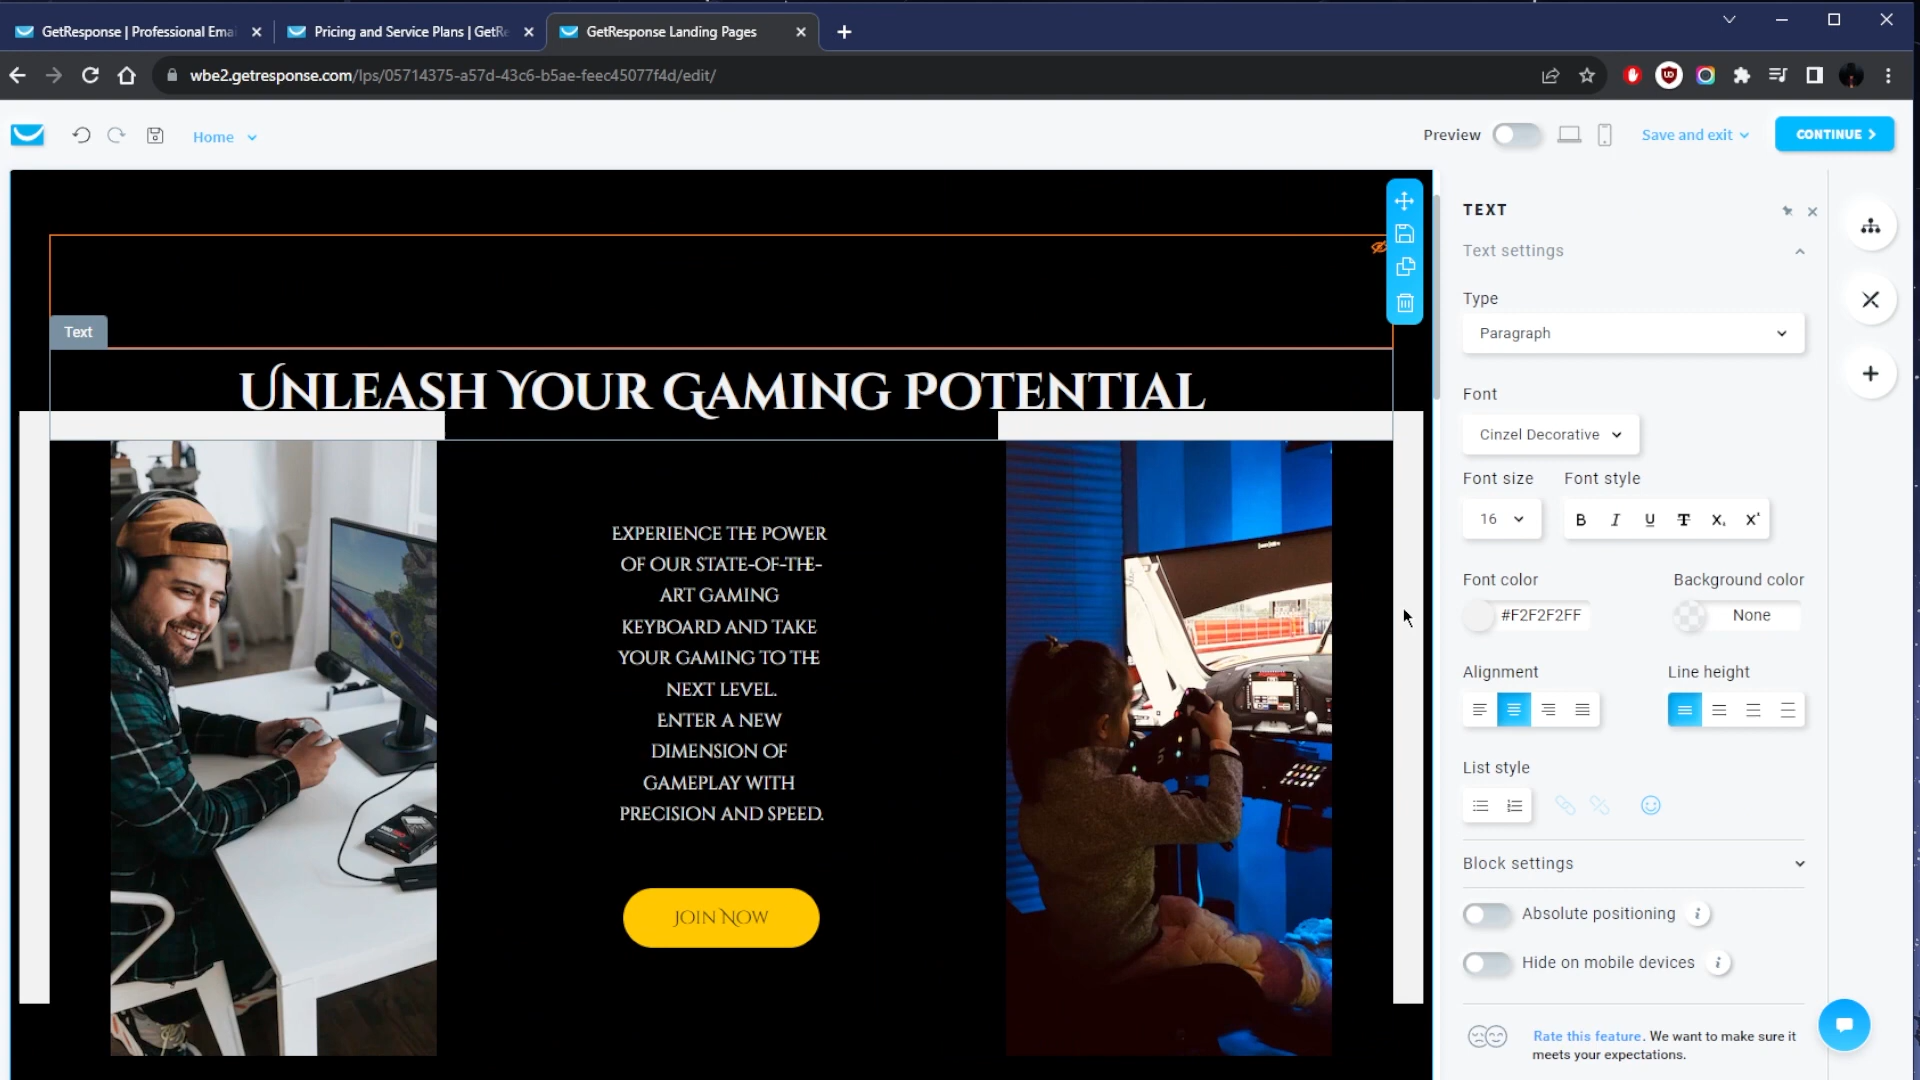 GetResponse | Professional Ema
Pricing and Service Plans | GetRe
GetResponse Landing Pages
wbe2.getresponse.com/lps/05714375-a57d-43c6-b5ae-feec45077f4d/edit/
Home
Preview
Save and exit
CONTINUE
Text
UNLEASH YOUR GAMING POTENTIAL
EXPERIENCE THE POWER
OF OUR STATE-OF-THE-
ART GAMING
KEYBOARD AND TAKE
YOUR GAMING TO THE
NEXT LEVEL.
ENTER A NEW
DIMENSION OF
GAMEPLAY WITH
PRECISION AND SPEED.
JOIN NOW
TEXT
Text settings
Type
Paragraph
Font
Cinzel Decorative
Font size
Font style
16
B I U T X, X'
Font color
Background color
#F2F2F2FF
None
Alignment
Line height
List style
Block settings
Absolute positioning
i
Hide on mobile devices
i
Rate this feature. We want to make sure it
meets your expectations.